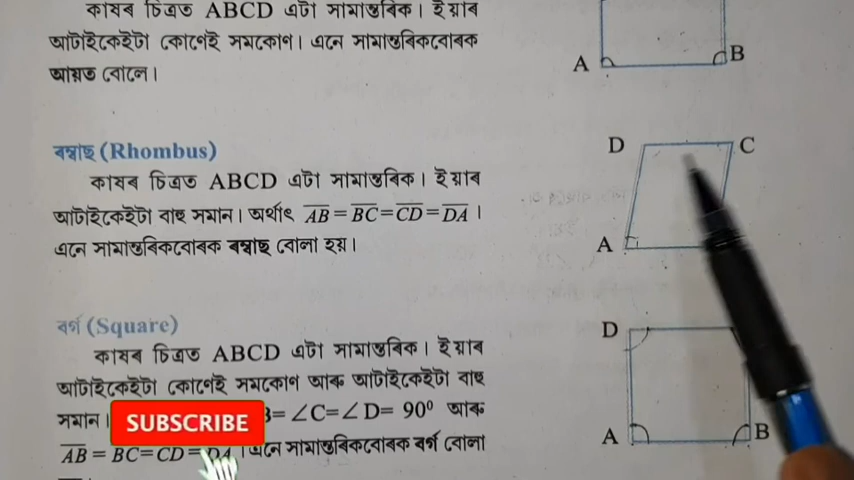 কাষৰ চিত্ৰত ABCD এটা সামান্তৰিক। ইয়াৰ
আটাইকেইটা কোণেই সমকোণ। এনে সামান্তৰিকবোৰক
আয়ত বোলে।
A B
ৰম্বাছ (Rhombus)
D C
কাষৰ চিত্ৰত ABCD এটা সামান্তৰিক। ইয়াৰ
আটাইকেইটা বাহু সমান। অৰ্থাৎ AB = BC = CD = DA ।
এনে সামান্তৰিকবোৰক ৰম্বাছ বোলা হয়।
A
বৰ্গ (Square)
D
কাষৰ চিত্ৰত ABCD এটা সামান্তৰিক। ইয়াৰ
আটাইকেইটা কোণেই সমকোণ আৰু আটাইকেইটা বাহু
সমান। B= ∠C= ∠D= 90⁰ আৰু
SUBSCRIBE
AB = BC= CD = DA । এনে সামান্তৰিকবোৰক বৰ্গ বোলা
A B